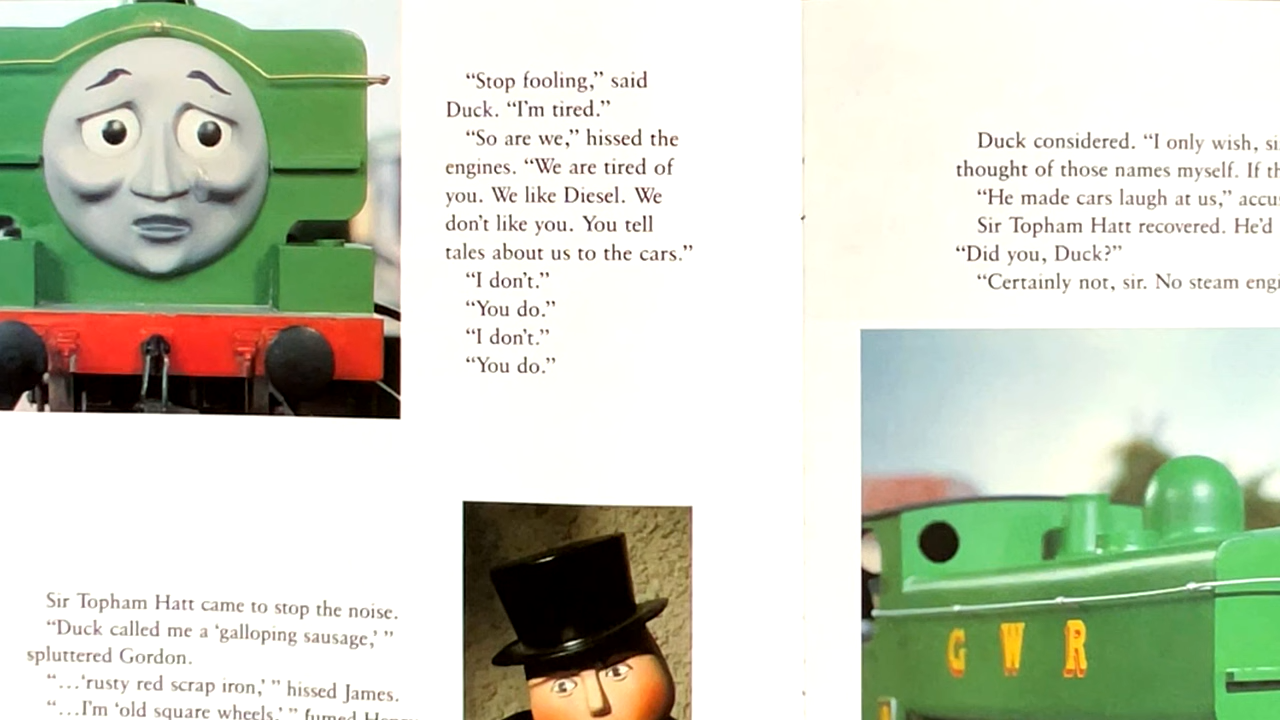 “Stop fooling,” said
Duck. “I'm tired.”
“So are we,” hissed the
engines. “We are tired of
you. We like Diesel. We
don't like you. You tell
tales about us to the cars.”
“I don't.”
“You do.”
“I don't.”
“You do.”
Sir Topham Hatt came to stop the noise.
“Duck called me a ‘galloping sausage,’ ”
spluttered Gordon.
“…‘rusty red scrap iron,’ ” hissed James.
“…I'm ‘old square wheels,’ ” fumed
Duck considered. “I only wish,
thought of those names myself. If
“He made cars laugh at us,”
Sir Topham Hatt recovered. He'd
“Did you, Duck?”
“Certainly not, sir. No steam
G W R